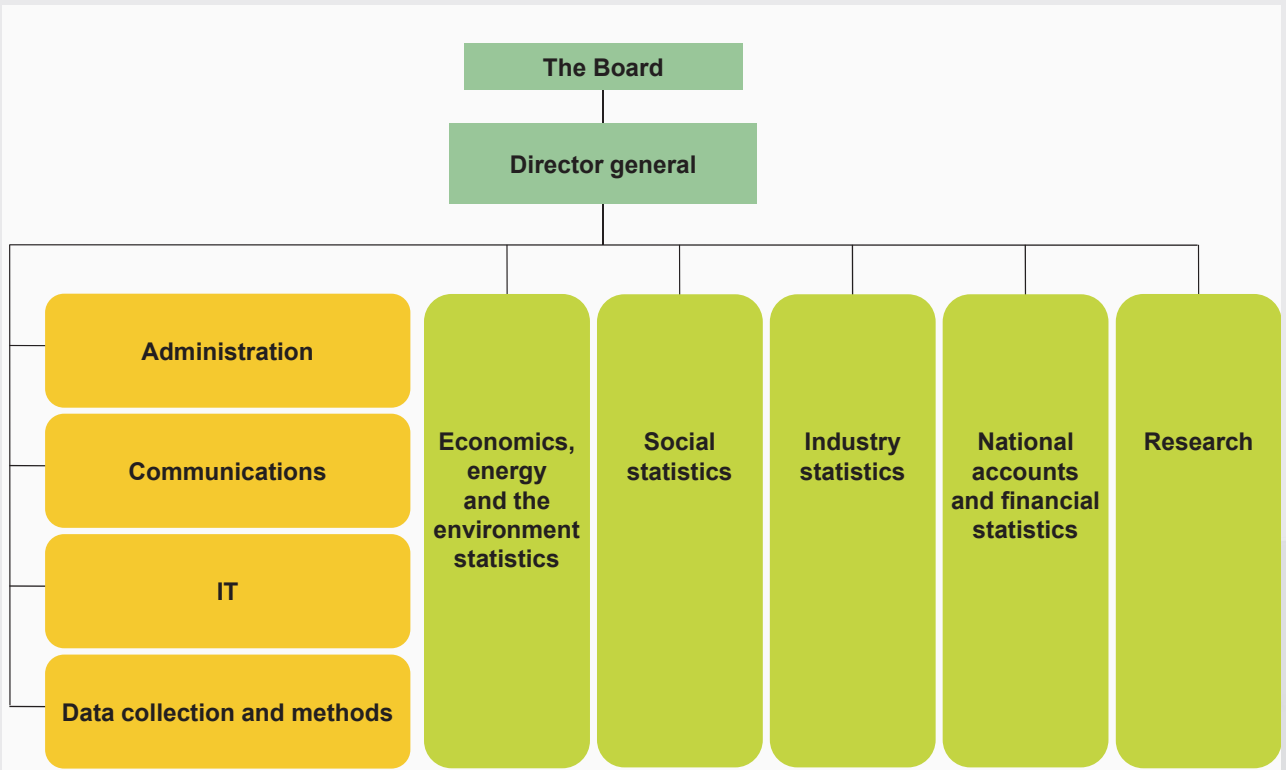 The Board
Director general
Administration
Communications
IT
Data collection and methods
Economics,
energy
and the
environment
statistics
Social
statistics
Industry
statistics
National
accounts
and financial
statistics
Research